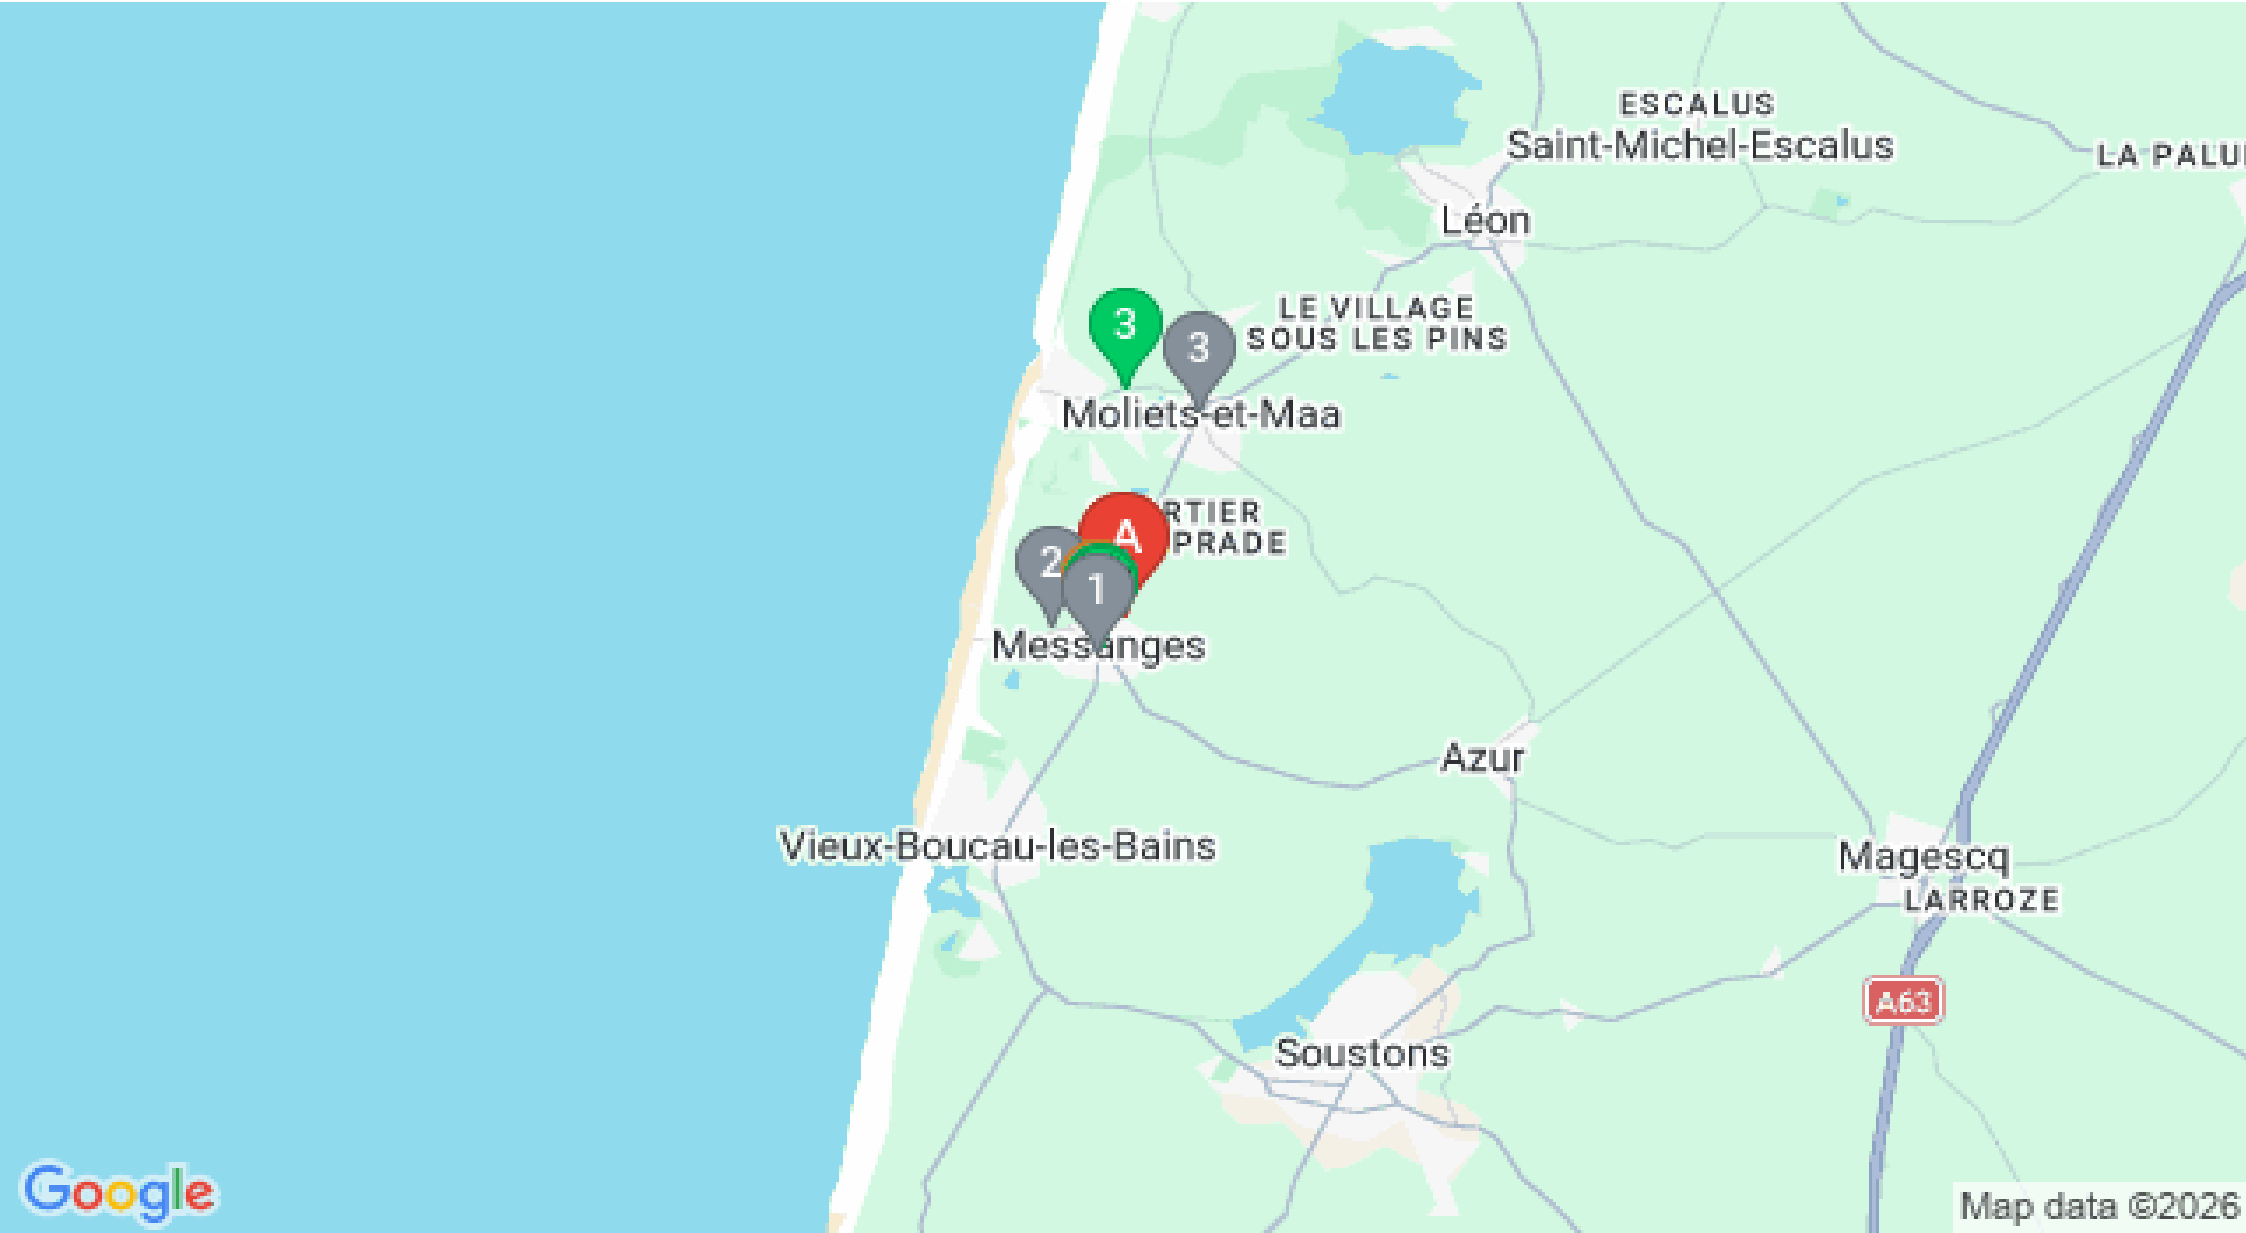 ESCALUS
Saint-Michel-Escalus
LA PALU
Léon
LE VILLAGE
SOUS LES PINS
3
3
Moliets-et-Maa
RTIER
PRADE
A
2
1
Messanges
Azur
Vieux-Boucau-les-Bains
Magescq
LARROZE
A63
Soustons
Google
Map data ©2026